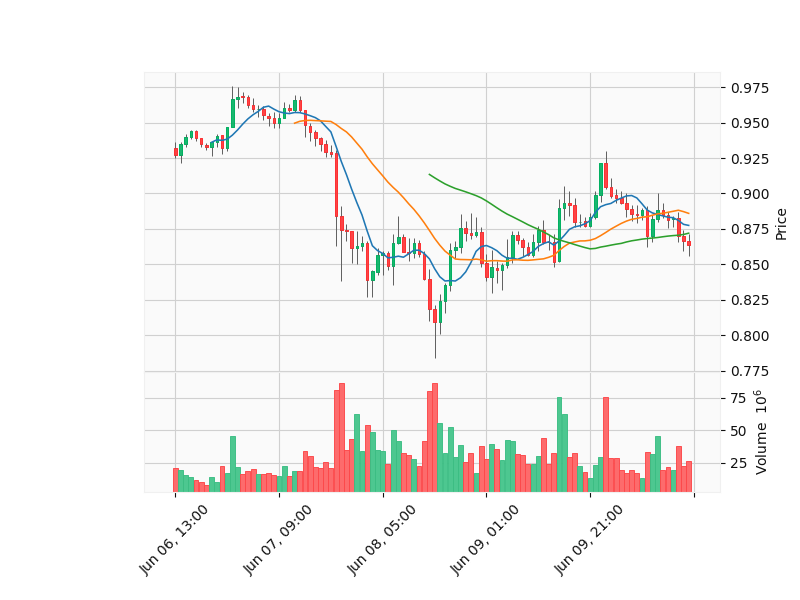 0.975
0.950
0.925
0.900
0.875
0.850
0.825
0.800
0.775
Price
75
50
25
Volume 10^6
Jun 06, 13:00
Jun 07, 09:00
Jun 08, 05:00
Jun 09, 01:00
Jun 09, 21:00